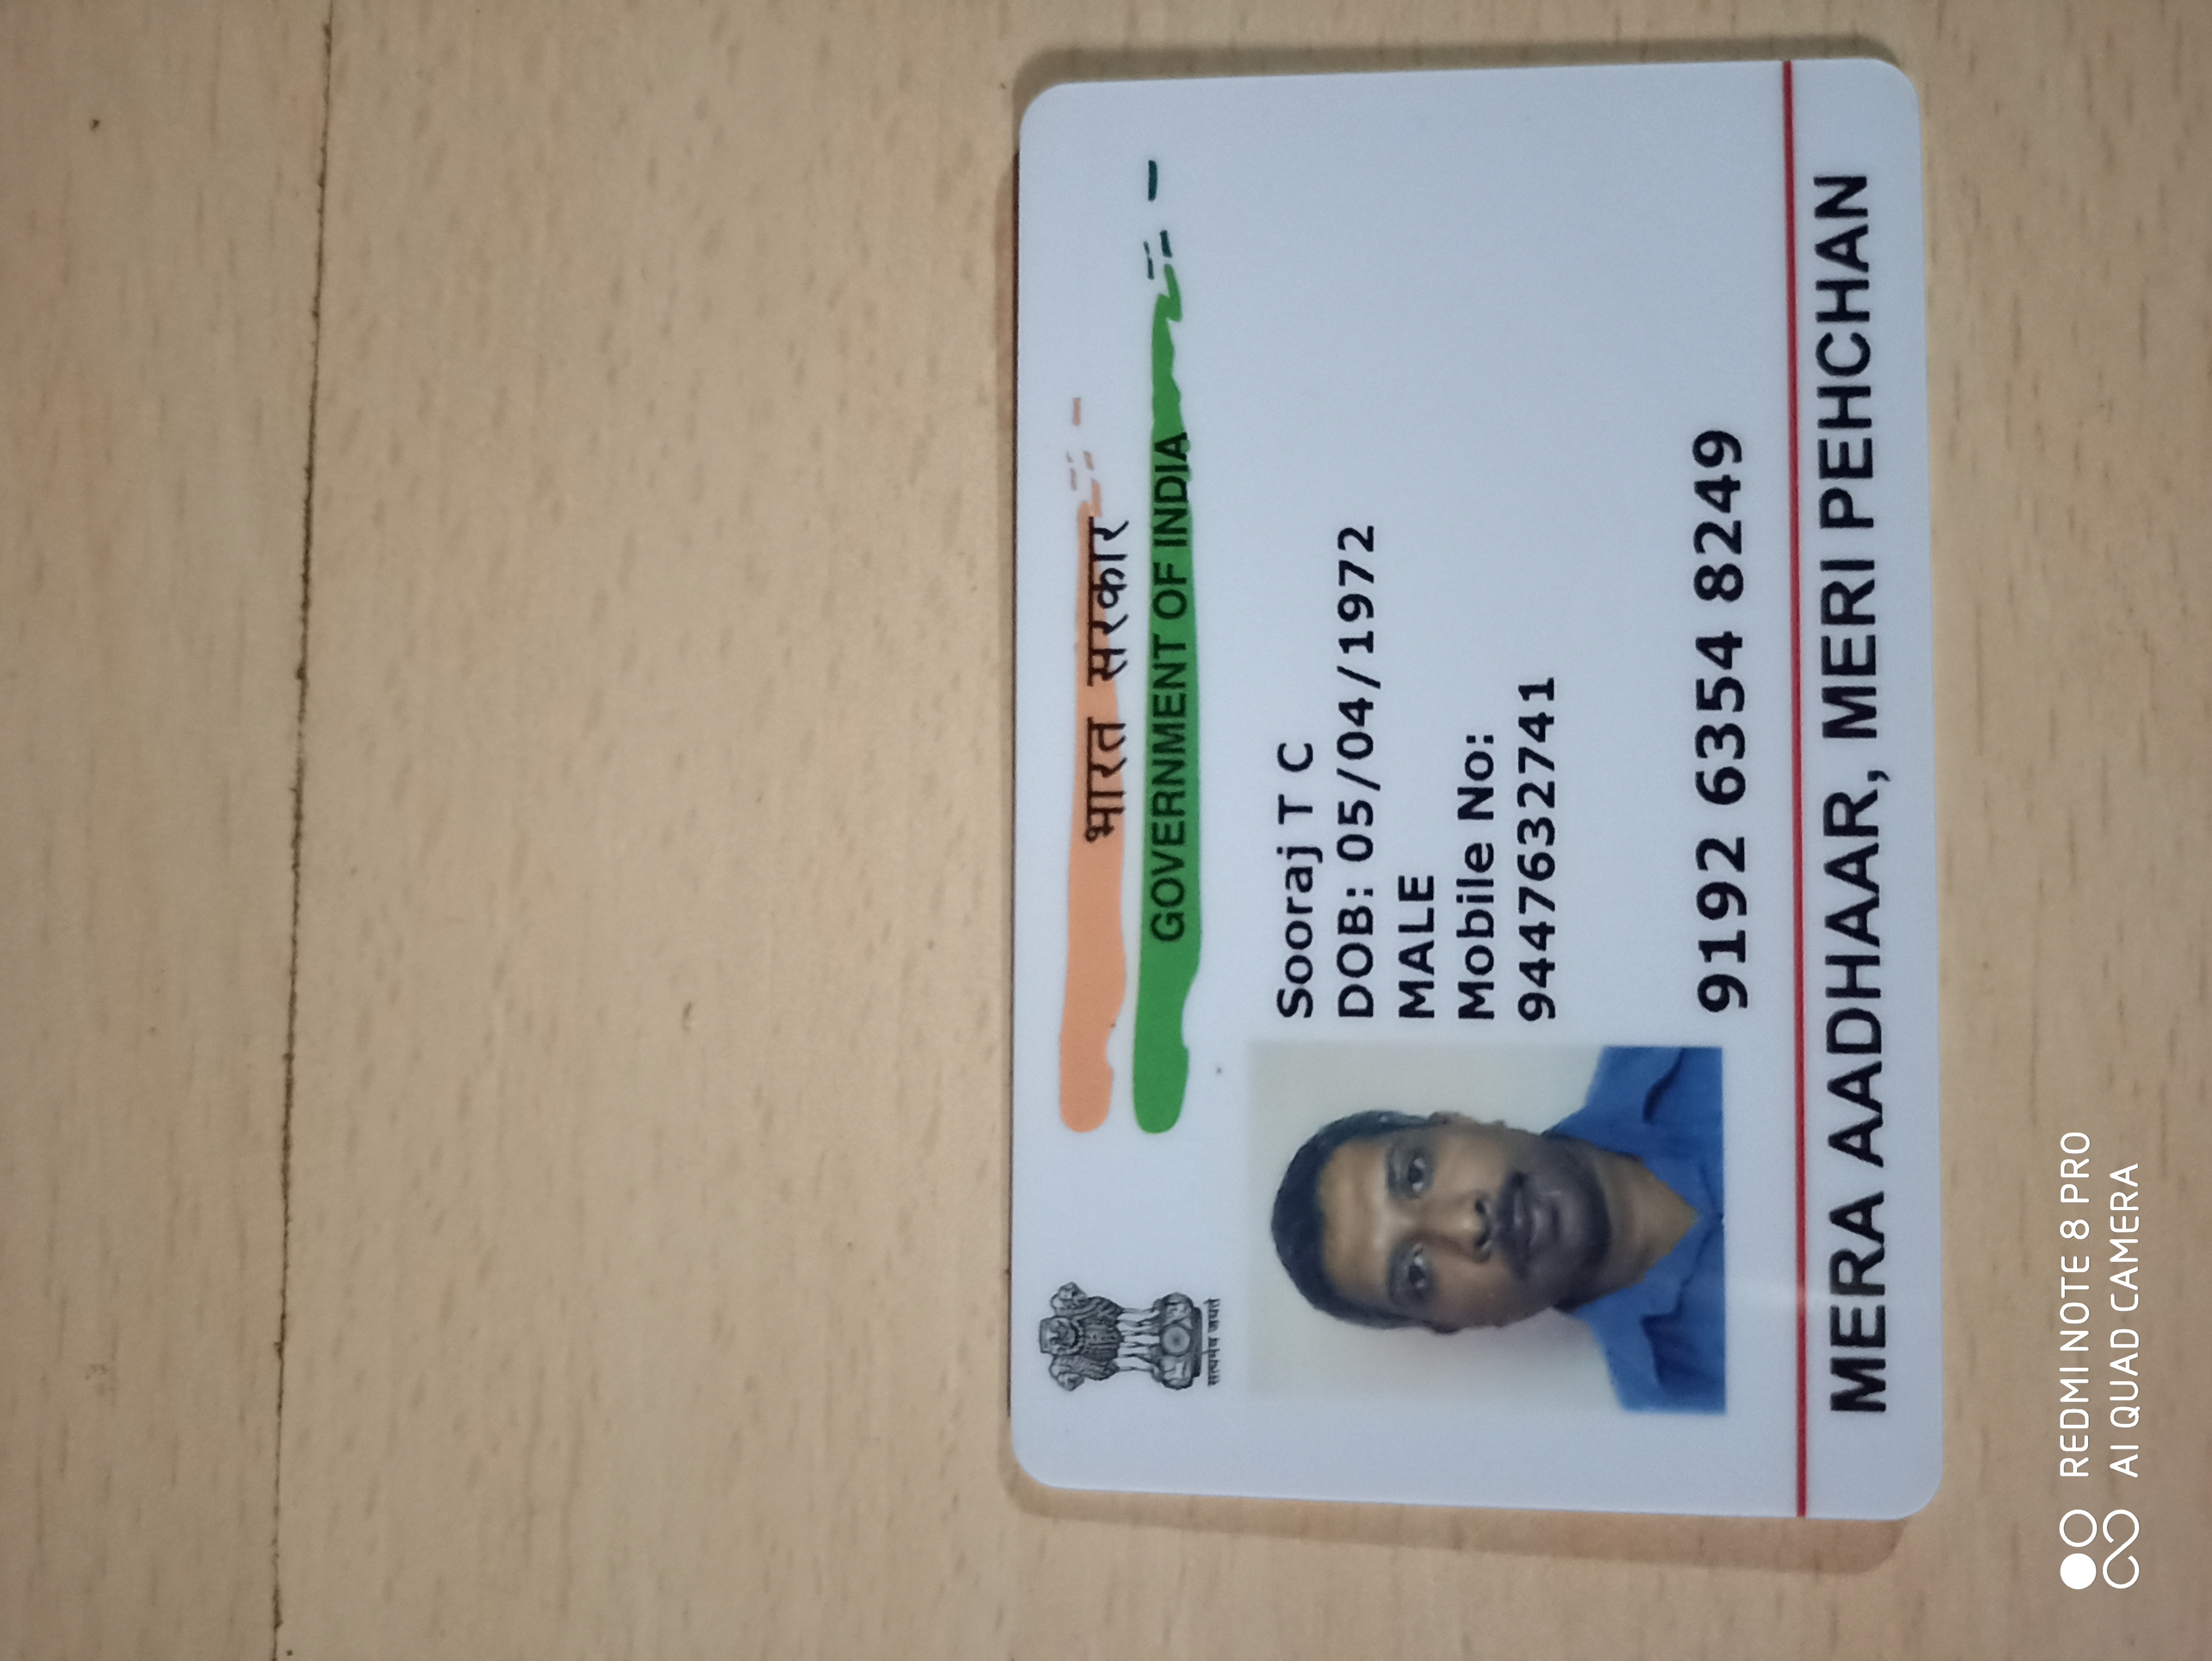 भारत सरकार
GOVERNMENT OF INDIA
सत्यमेव जयते
Sooraj T C
DOB: 05/04/1972
MALE
Mobile No:
9447632741
9192 6354 8249
MERA AADHAAR, MERI PEHCHAN
REDMI NOTE 8 PRO
AI QUAD CAMERA